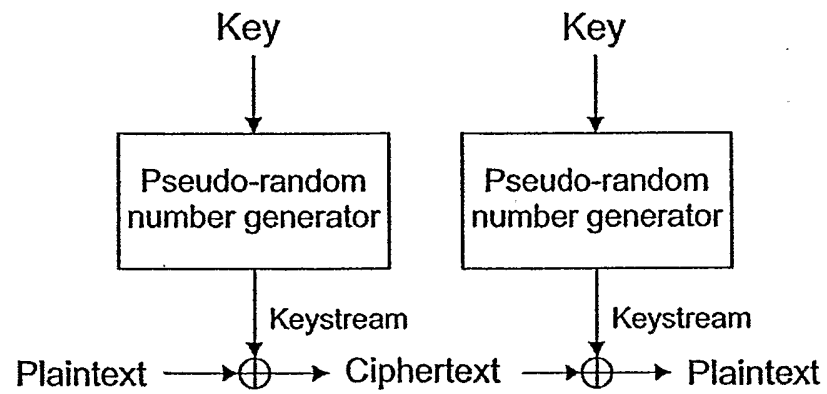 Key Key
Pseudo-random Pseudo-random
number generator number generator
Keystream Keystream
Plaintext Ciphertext Plaintext